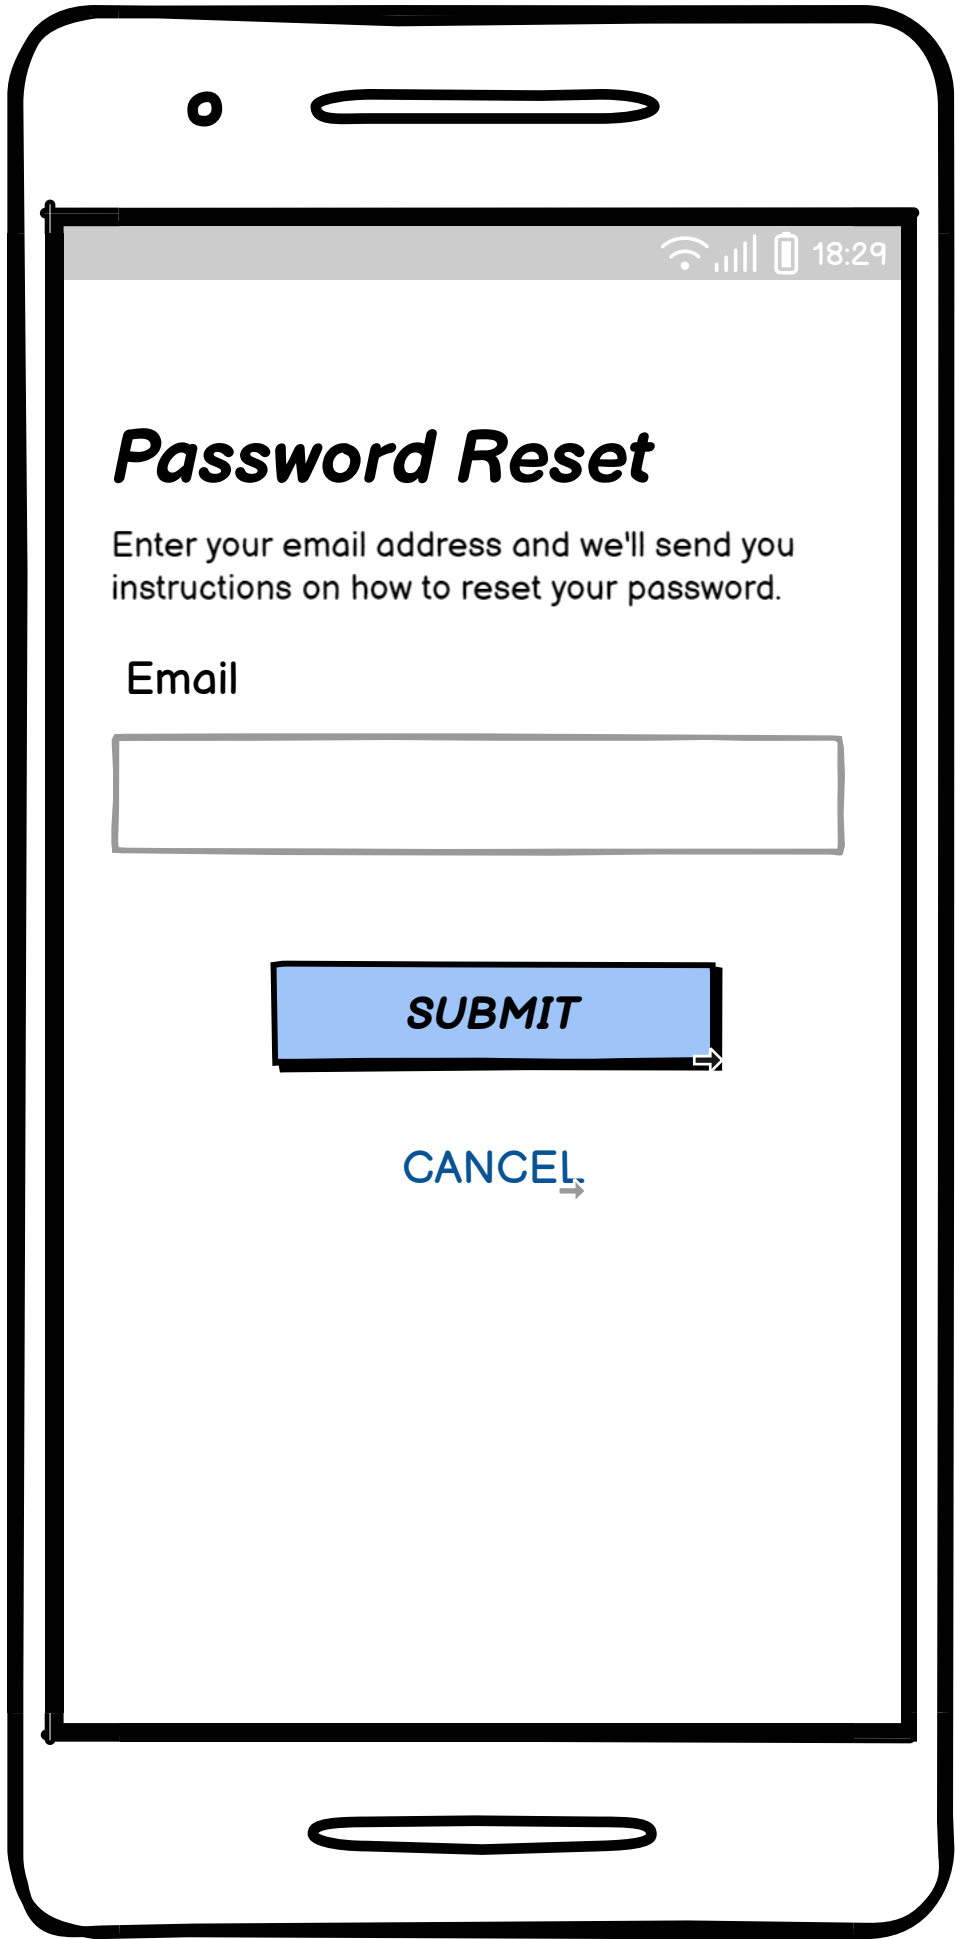 18:29
Password Reset
Enter your email address and we'll send you
instructions on how to reset your password.
Email
SUBMIT
CANCEL